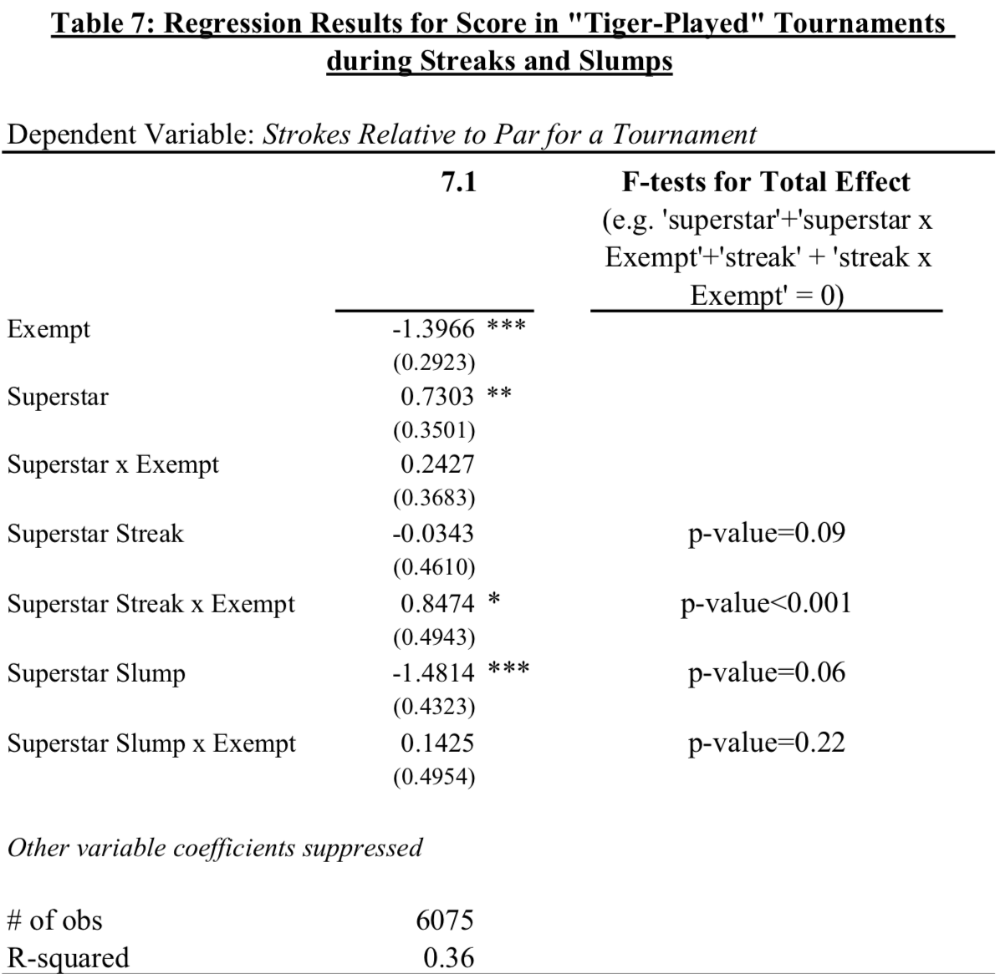 Table 7: Regression Results for Score in "Tiger-Played" Tournaments
during Streaks and Slumps
Dependent Variable: Strokes Relative to Par for a Tournament
7.1 F-tests for Total Effect
(e.g. 'superstar'+'superstar x
Exempt'+'streak' + 'streak x
Exempt' = 0)
Exempt -1.3966 ***
(0.2923)
Superstar 0.7303 **
(0.3501)
Superstar x Exempt 0.2427
(0.3683)
Superstar Streak -0.0343 p-value=0.09
(0.4610)
Superstar Streak x Exempt 0.8474 * p-value<0.001
(0.4943)
Superstar Slump -1.4814 *** p-value=0.06
(0.4323)
Superstar Slump x Exempt 0.1425 p-value=0.22
(0.4954)
Other variable coefficients suppressed
# of obs 6075
R-squared 0.36